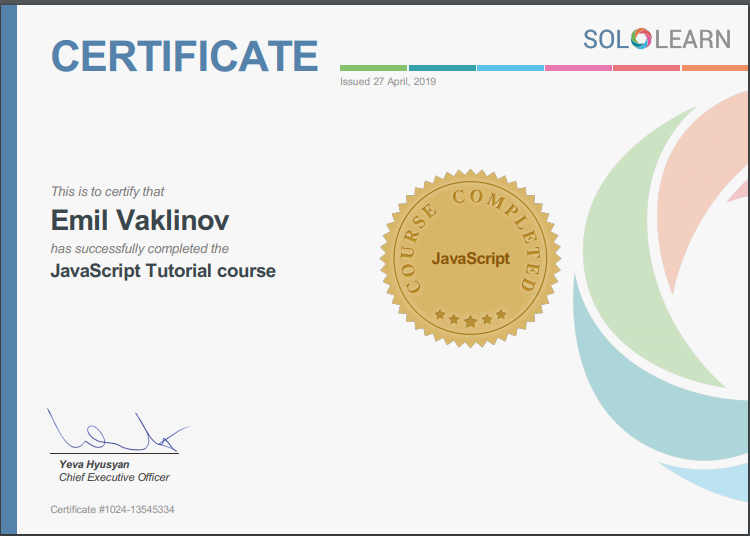 CERTIFICATE
SOLOLEARN
Issued 27 April, 2019
This is to certify that
Emil Vaklinov
has successfully completed the
JavaScript Tutorial course
COURSE COMPLETED
JavaScript
Yeva Hyusyan
Chief Executive Officer
Certificate #1024-13545334